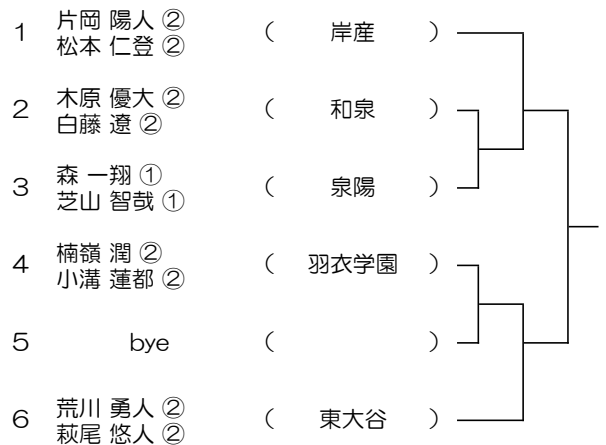 片岡 陽人 ②
1 ( 岸産 )
松本 仁登 ②
木原 優大 ②
2 ( 和泉 )
白藤 遼 ②
森 一翔 ①
3 ( 泉陽 )
芝山 智哉 ①
楠嶺 潤 ②
4 ( 羽衣学園 )
小溝 蓮都 ②
5 bye ( )
荒川 勇人 ②
6 ( 東大谷 )
萩尾 悠人 ②